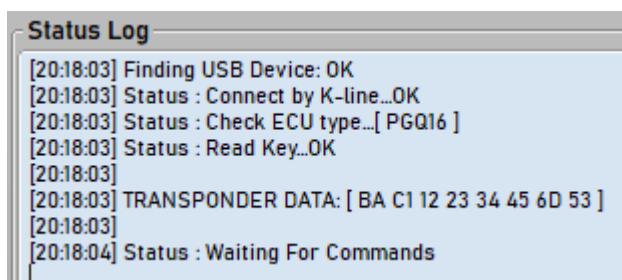 Status Log
[20:18:03] Finding USB Device: OK
[20:18:03] Status : Connect by K-line...OK
[20:18:03] Status : Check ECU type...[ PGQ16 ]
[20:18:03] Status : Read Key...OK
[20:18:03]
[20:18:03] TRANSPONDER DATA: [ BA C1 12 23 34 45 6D 53 ]
[20:18:03]
[20:18:04] Status : Waiting For Commands